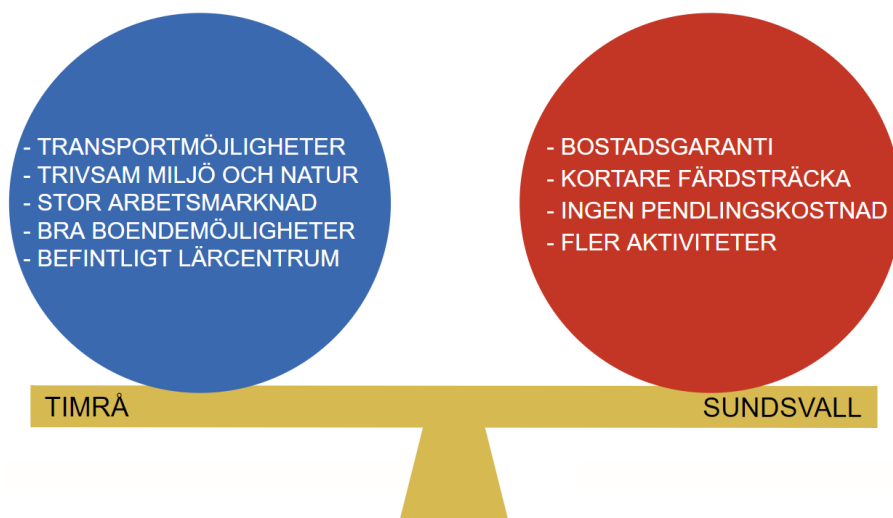 - TRANSPORTMÖJLIGHETER
- TRIVSAM MILJÖ OCH NATUR
- STOR ARBETSMARKNAD
- BRA BOENDEMÖJLIGHETER
- BEFINTLIGT LÄRCENTRUM
- BOSTADSGARANTI
- KORTARE FÄRDSTRÄCKA
- INGEN PENDLINGSKOSTNAD
- FLER AKTIVITETER
TIMRÅ
SUNDSVALL